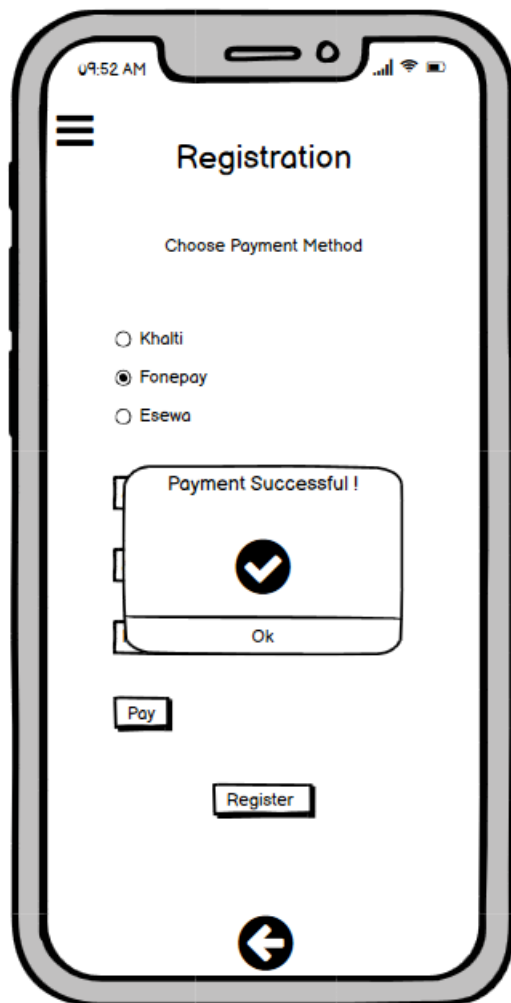 09:52 AM
Registration
Choose Payment Method
Khalti
Fonepay
Esewa
Payment Successful !
Ok
Pay
Register